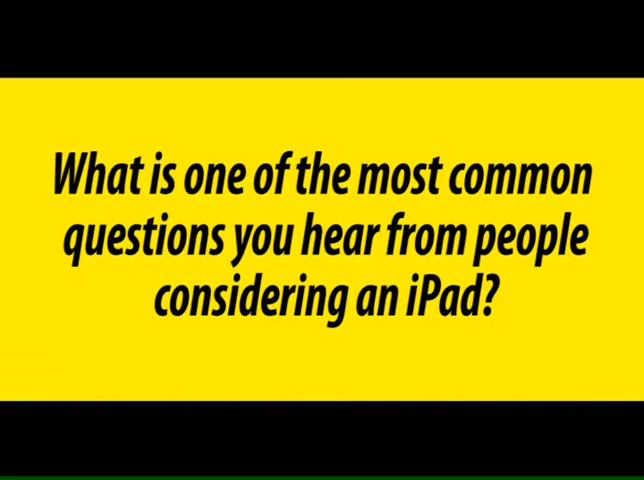 What is one of the most common
questions you hear from people
considering an iPad?